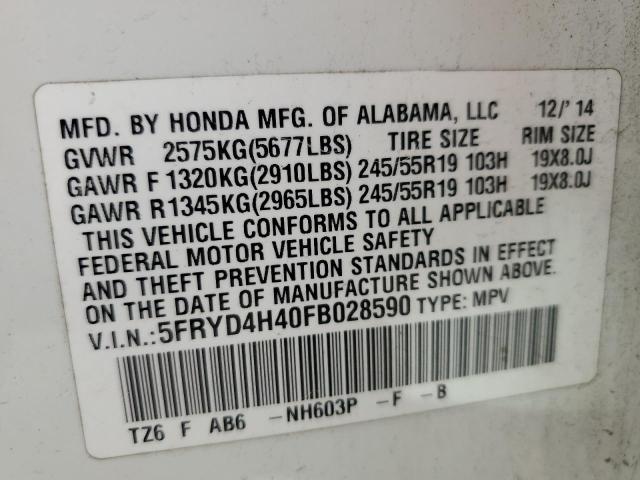 MFD. BY HONDA MFG. OF ALABAMA, LLC 12/'14
GVWR 2575KG(5677LBS) TIRE SIZE RIM SIZE
GAWR F 1320KG(2910LBS) 245/55R19 103H 19X8.0J
GAWR R 1345KG(2965LBS) 245/55R19 103H 19X8.0J
THIS VEHICLE CONFORMS TO ALL APPLICABLE
FEDERAL MOTOR VEHICLE SAFETY
AND THEFT PREVENTION STANDARDS IN EFFECT
ON THE DATE OF MANUFACTURE SHOWN ABOVE.
V.I.N.:5FRYD4H40FB028590 TYPE: MPV
TZ6 F AB6 -NH603P -F -B